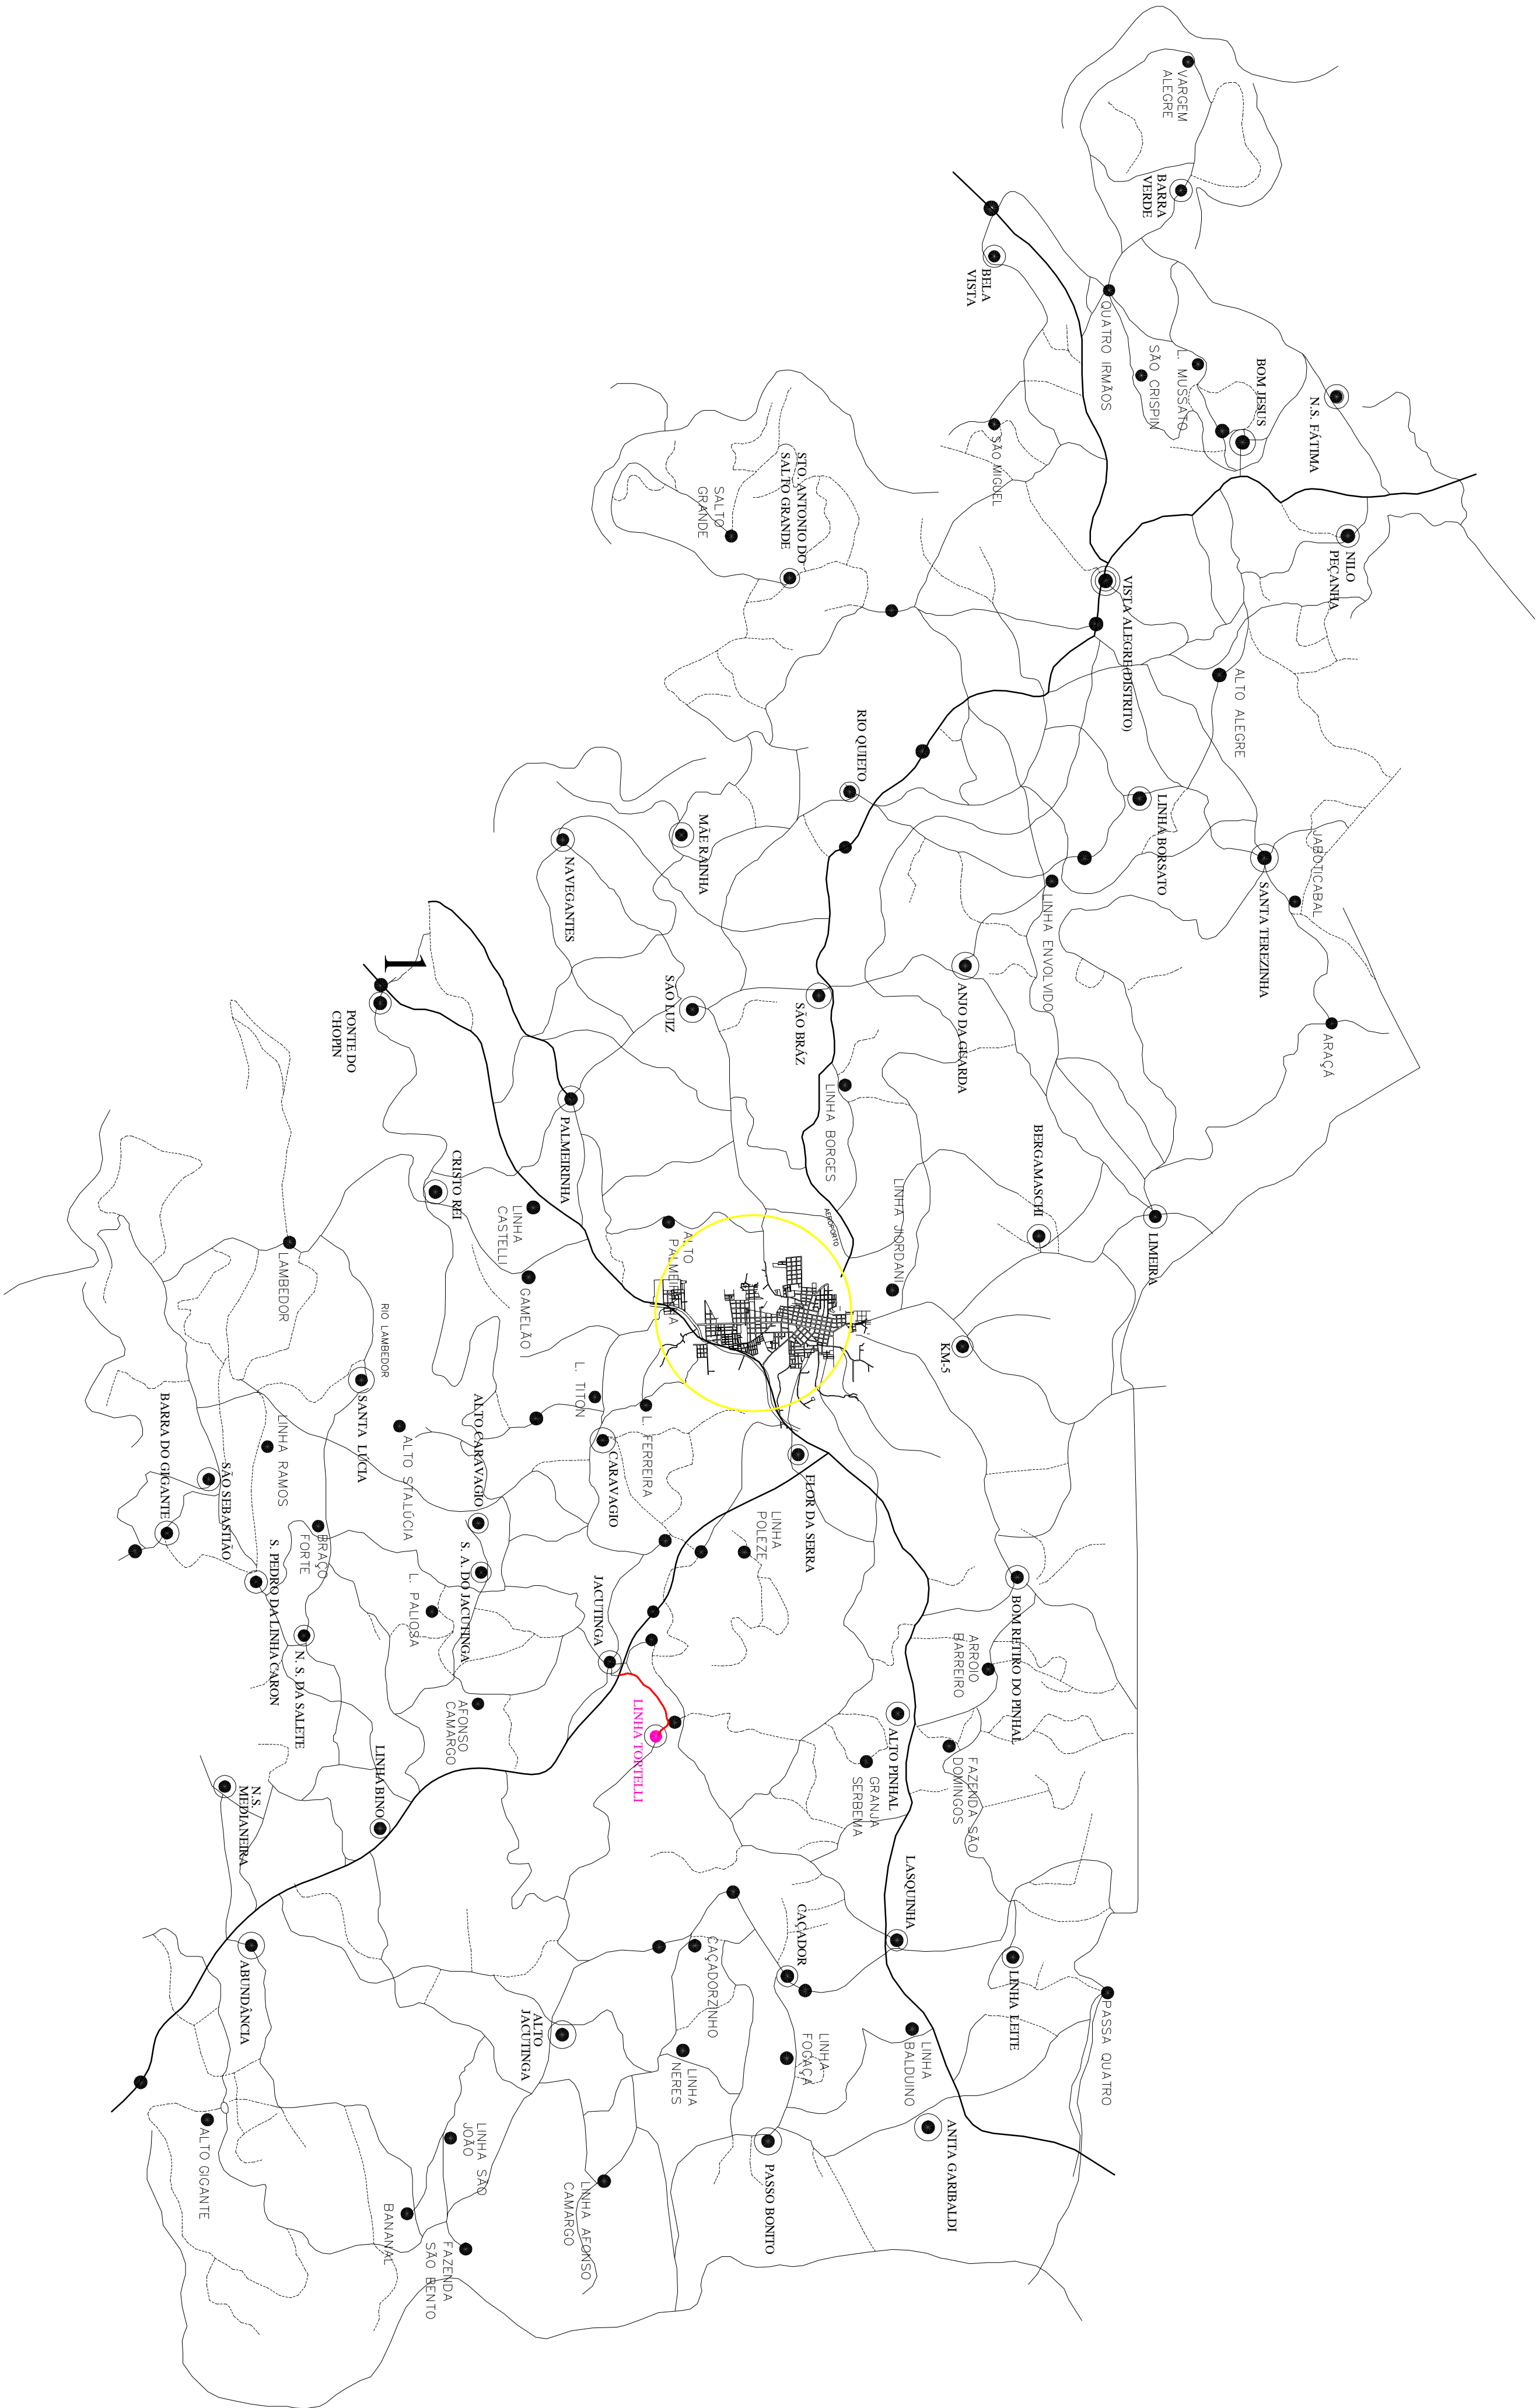 VARGEM
ALEGRE
BARRA
VERDE
BELA
VISTA
QUATRO IRMÃOS
SÃO CRISPIN
L. MUSSATO
BOM JESUS
N.S. FÁTIMA
SÃO MIGUEL
STO. ANTONIO DO
SALTO GRANDE
SALTO
GRANDE
NILO
PEÇANHA
VISTA ALEGRE(DISTRITO)
ALTO ALEGRE
RIO QUIETO
LINHA BORSATO
MÃE RAINHA
NAVEGANTES
JABOTICABAL
SANTA TEREZINHA
LINHA ENVOLVIDO
ANJO DA GUARDA
ARAÇÁ
SAO LUIZ
SÃO BRÁZ
1
PONTE DO
CHOPIN
LINHA BORGES
PALMEIRINHA
BERGAMASCHI
LIMEIRA
CRISTO REI
LINHA
CASTELLI
LINHA JIORDANI
AEROPORTO
ALTO
PALMEIRINHA
LAMBEDOR
GAMELÃO
RIO LAMBEDOR
KM-5
L. TITON
L. FERREIRA
SANTA LÚCIA
ALTO CARAVAGIO
ALTO STA.LÚCIA
CARAVAGIO
BARRA DO GIGANTE
LINHA RAMOS
SÃO SEBASTIÃO
FLOR DA SERRA
LINHA
POLEZE
BRAÇO
FORTE
S. PEDRO DA LINHA CARON
S. A. DO JACUTINGA
L. PALIOSA
JACUTINGA
BOM RETIRO DO PINHAL
ARROIO
BARREIRO
N. S. DA SALETE
AFONSO
CAMARGO
LINHA TORTELLI
ALTO PINHAL
FAZENDA SÃO
DOMINGOS
GRANJA
SERBEMA
LINHA BINO
N.S.
MEDIANEIRA
LASQUINHA
CAÇADOR
CAÇADORZINHO
LINHA LEITE
ABUNDÂNCIA
ALTO
JACUTINGA
PASSA QUATRO
LINHA
FOGAÇA
LINHA
BALDUINO
LINHA
NERES
ALTO GIGANTE
LINHA SÃO
JOÃO
ANITA GARIBALDI
PASSO BONITO
LINHA AFONSO
CAMARGO
BANANAL
FAZENDA
SÃO BENTO